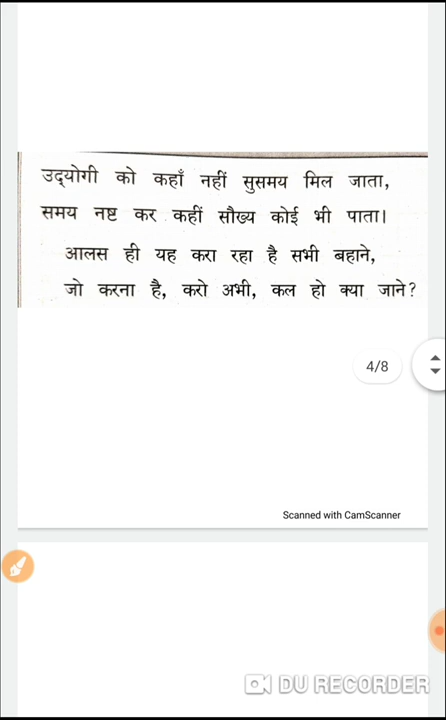 उद्योगी को कहाँ नहीं सुसमय मिल जाता,
समय नष्ट कर कहीं सौख्य कोई भी पाता।
आलस ही यह करा रहा है सभी बहाने,
जो करना है, करो अभी, कल हो क्या जाने?
4/8
Scanned with CamScanner
DU RECORDER